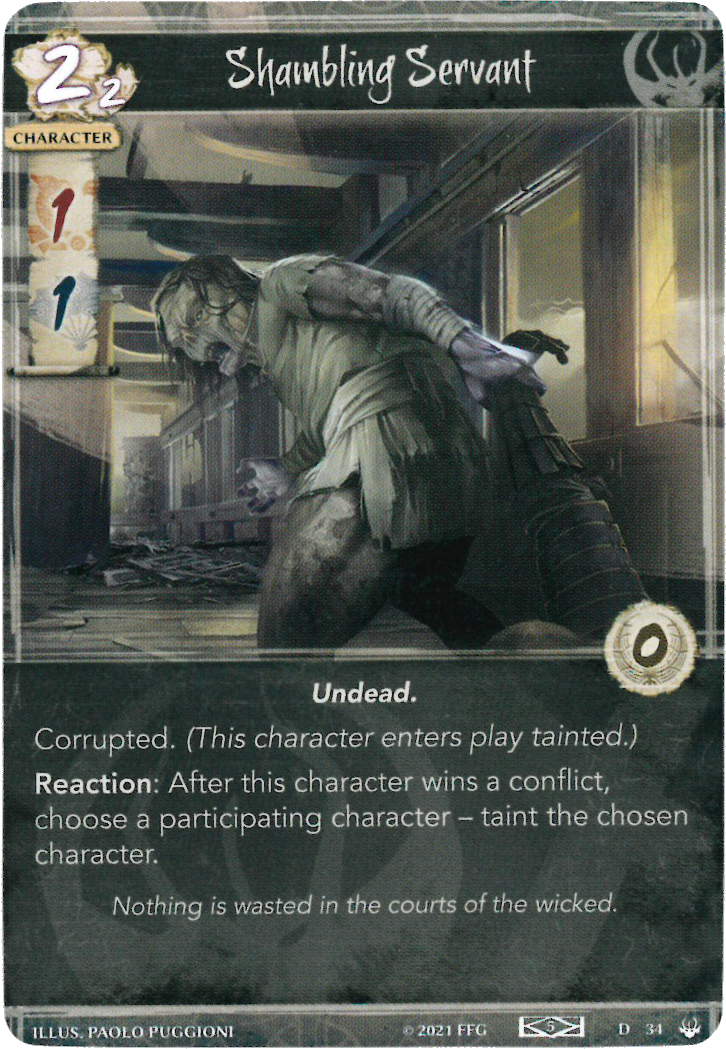 2 2
Shambling Servant
CHARACTER
1
1
0
Undead.
Corrupted. (This character enters play tainted.)
Reaction: After this character wins a conflict,
choose a participating character – taint the chosen
character.
Nothing is wasted in the courts of the wicked.
ILLUS. PAOLO PUGGIONI © 2021 FFG 5 D 34